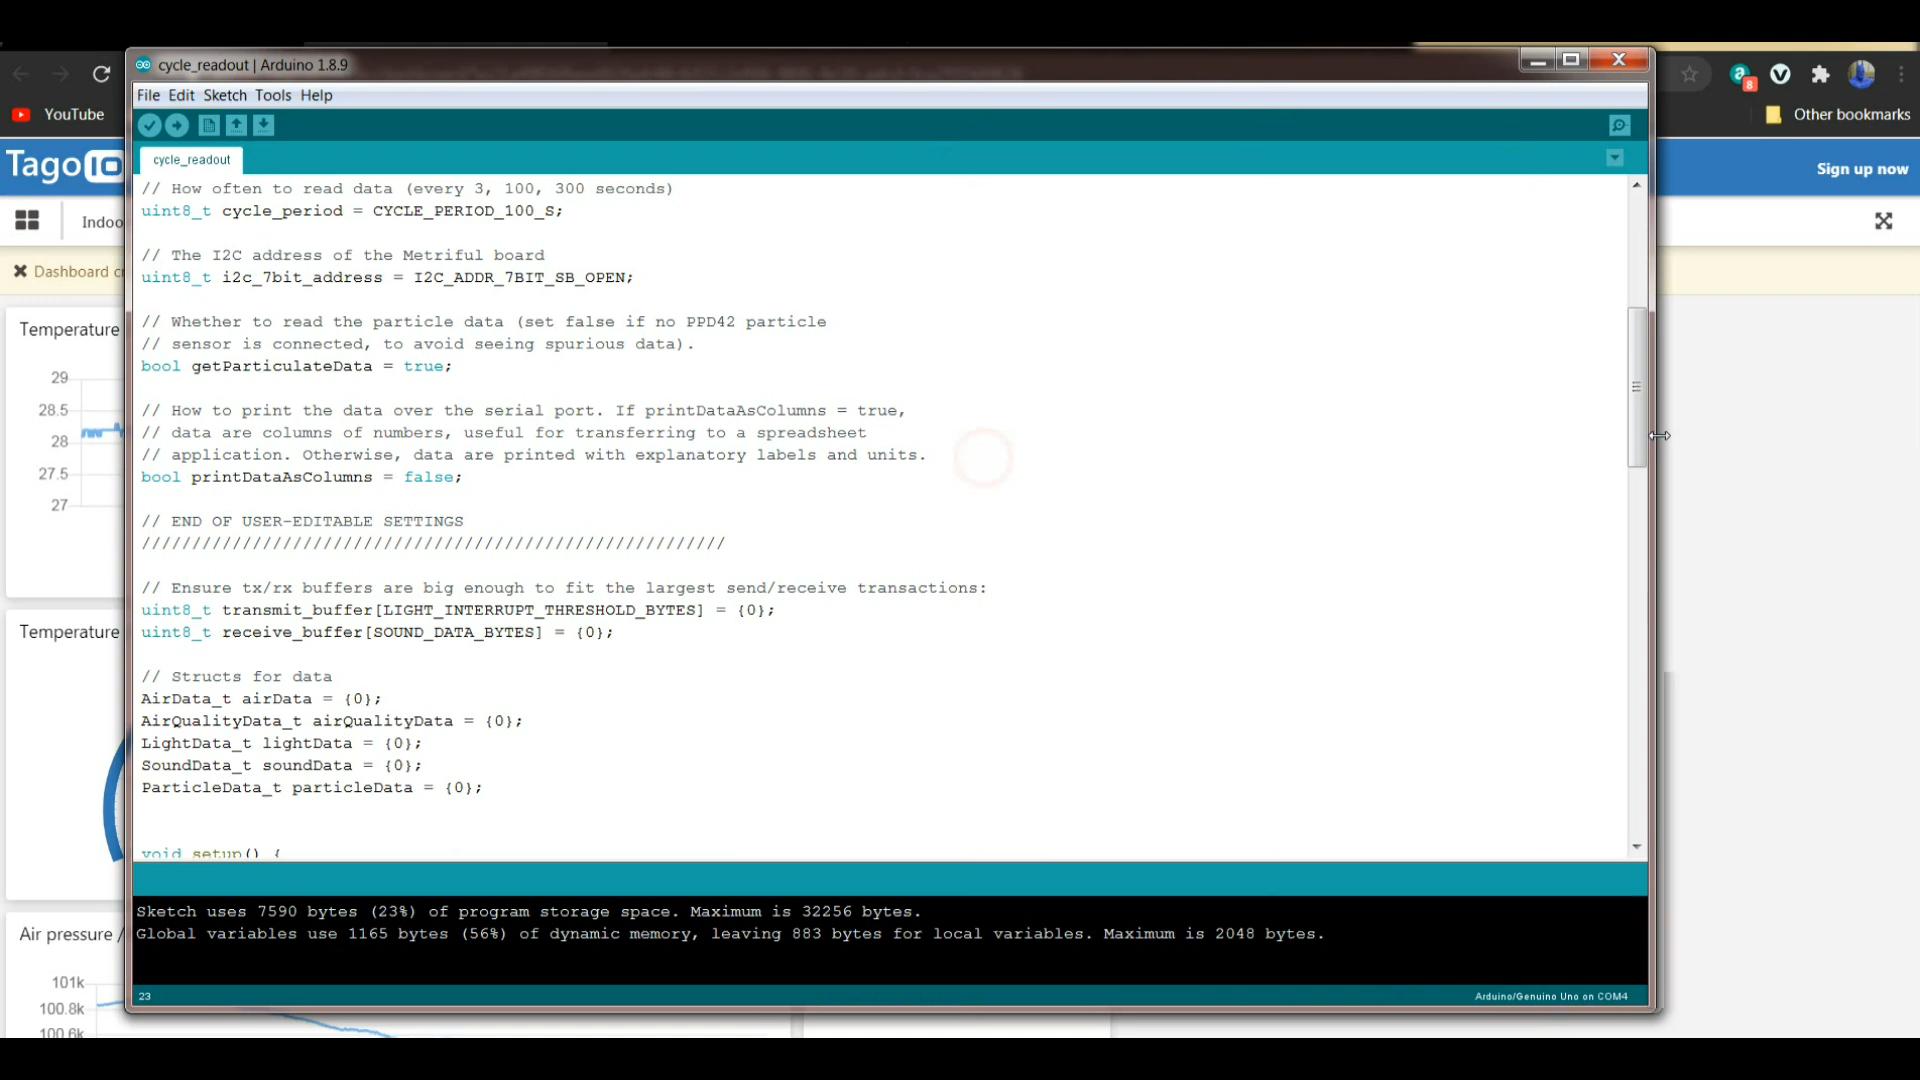 cycle_readout | Arduino 1.8.9
File Edit Sketch Tools Help
8
YouTube
Other bookmarks
Tago IO
Sign up now
cycle_readout
Indoo
Dashboard cr
// How often to read data (every 3, 100, 300 seconds)
uint8_t cycle_period = CYCLE_PERIOD_100_S;
// The I2C address of the Metriful board
uint8_t i2c_7bit_address = I2C_ADDR_7BIT_SB_OPEN;
// Whether to read the particle data (set false if no PPD42 particle
// sensor is connected, to avoid seeing spurious data).
bool getParticulateData = true;
// How to print the data over the serial port. If printDataAsColumns = true,
// data are columns of numbers, useful for transferring to a spreadsheet
// application. Otherwise, data are printed with explanatory labels and units.
bool printDataAsColumns = false;
// END OF USER-EDITABLE SETTINGS
//////////////////////////////////////////////////////////
// Ensure tx/rx buffers are big enough to fit the largest send/receive transactions:
uint8_t transmit_buffer[LIGHT_INTERRUPT_THRESHOLD_BYTES] = {0};
uint8_t receive_buffer[SOUND_DATA_BYTES] = {0};
// Structs for data
AirData_t airData = {0};
AirQualityData_t airQualityData = {0};
LightData_t lightData = {0};
SoundData_t soundData = {0};
ParticleData_t particleData = {0};
void setup() {
Temperature
29
28.5
28
27.5
27
Temperature
Air pressure /
101k
100.8k
100.6k
Sketch uses 7590 bytes (23%) of program storage space. Maximum is 32256 bytes.
Global variables use 1165 bytes (56%) of dynamic memory, leaving 883 bytes for local variables. Maximum is 2048 bytes.
23
Arduino/Genuino Uno on COM4